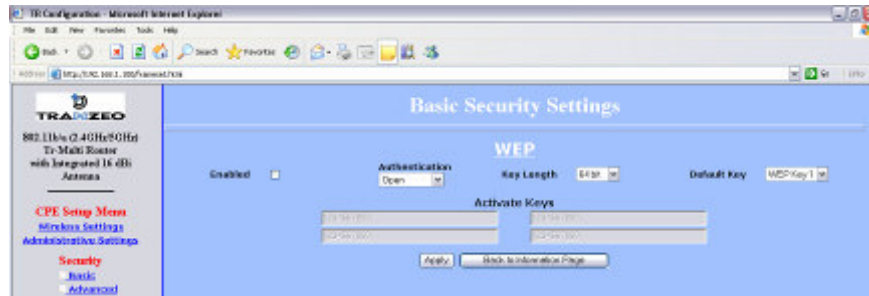 TR Configuration - Microsoft Internet Explorer
File Edit View Favorites Tools Help
Back Search Favorites
Address Go Links
TRANZEO
802.11b/a (2.4GHz/5GHz)
Tr-Multi Router
with Integrated 16 dBi
Antenna
CPE Setup Menu
Wireless Settings
Administrative Settings
Security
Basic
Advanced
Basic Security Settings
WEP
Enabled
Authentication
Open
Key Length 64bit
Default Key WEP Key 1
Activate Keys
Apply Back to Information Page